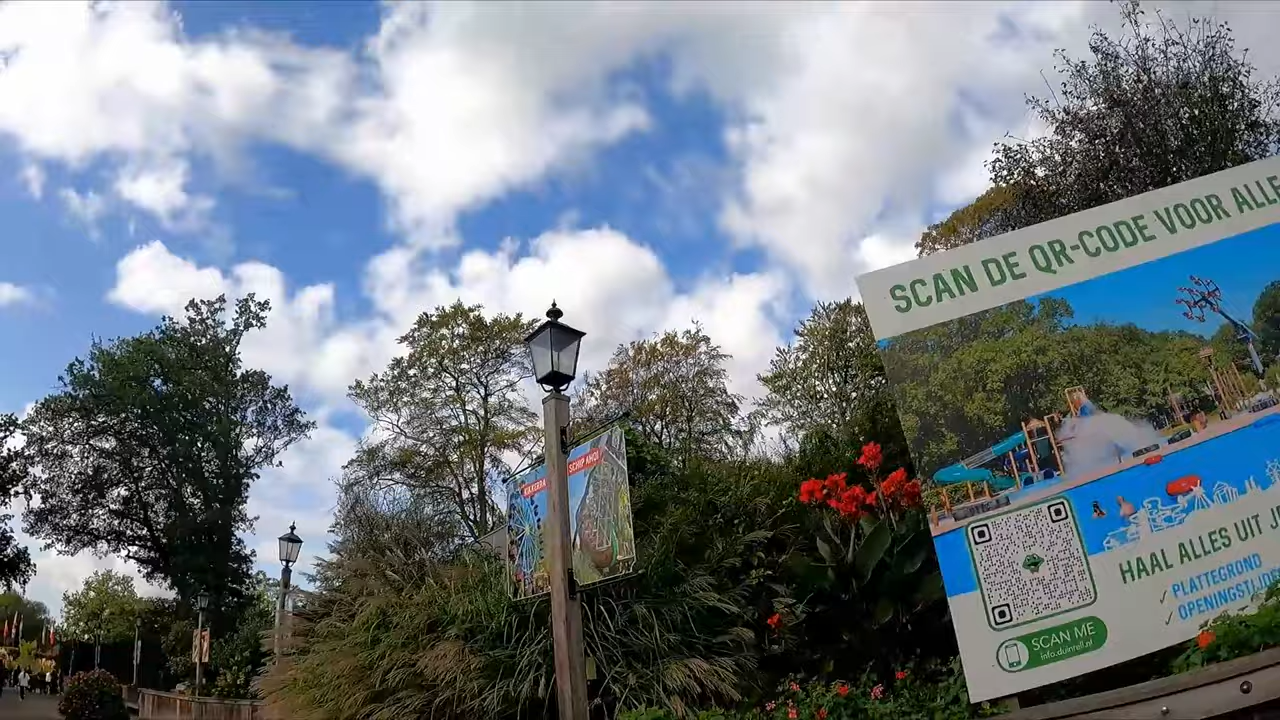 SCAN DE QR-CODE VOOR ALLE
SCHIP AHOI
HAAL ALLES UIT
PLATTEGROND
OPENINGSTIJD
SCAN ME
info.duinrell.nl